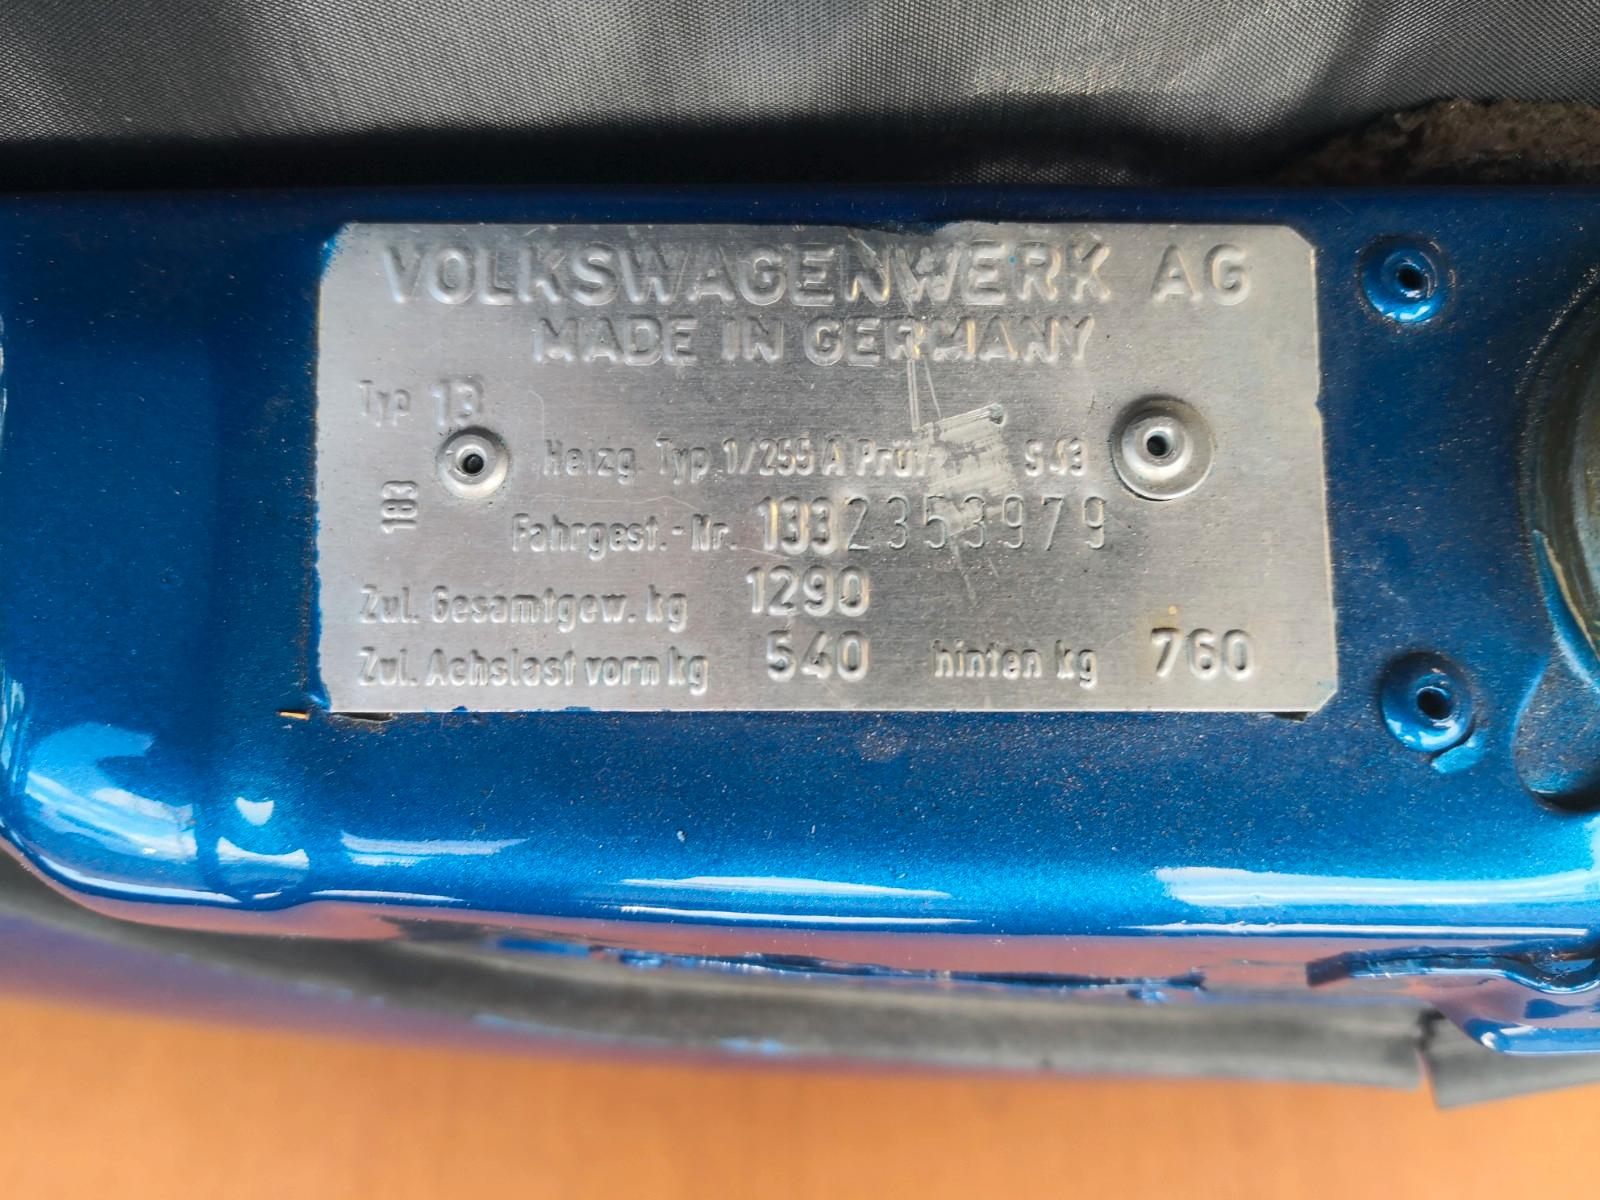 VOLKSWAGENWERK AG
MADE IN GERMANY
Typ 13
Heizg. Typ 1/255 A Prüf S 43
183
Fahrgest.-Nr. 1332353979
Zul. Gesamtgew. kg 1290
Zul. Achslast vorn kg 540 hinten kg 760